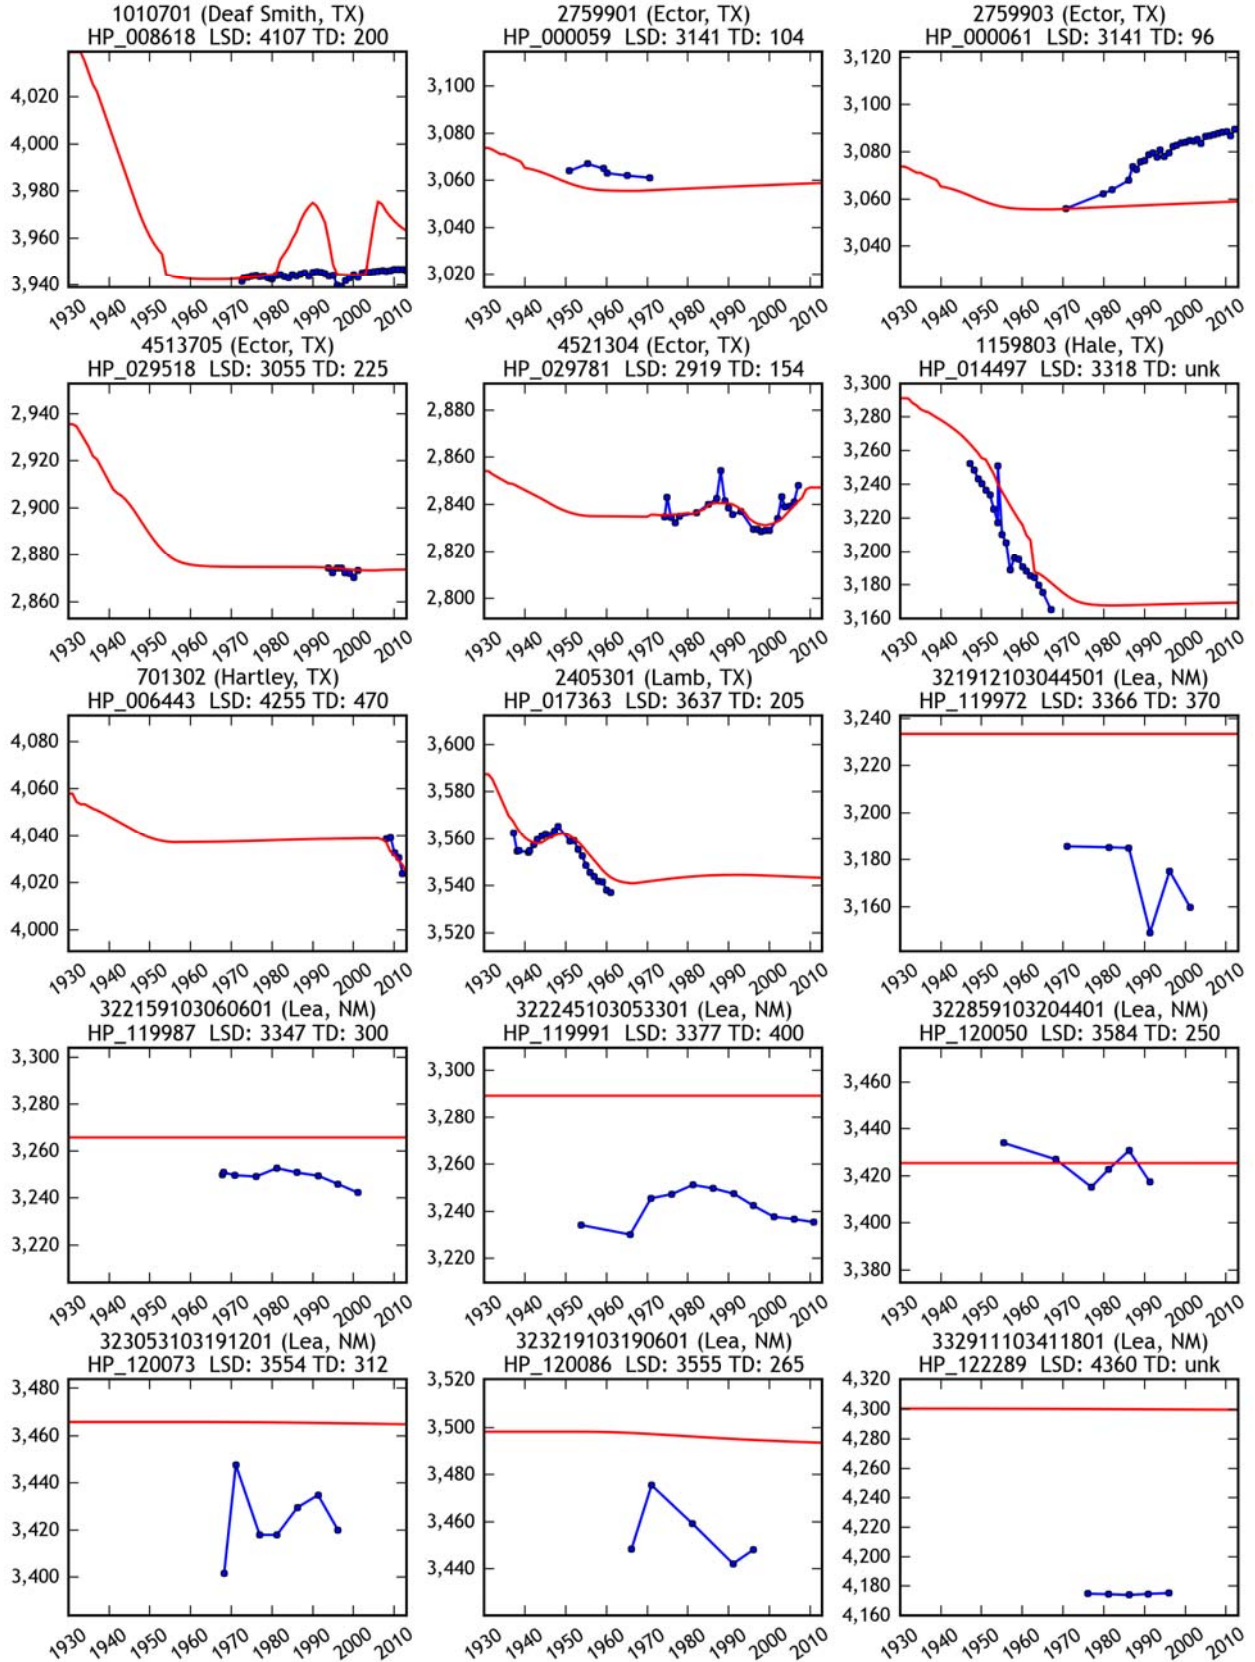 1010701 (Deaf Smith, TX)
HP_008618 LSD: 4107 TD: 200
4,020
4,000
3,980
3,960
3,940
1930 1940 1950 1960 1970 1980 1990 2000 2010
2759901 (Ector, TX)
HP_000059 LSD: 3141 TD: 104
3,100
3,080
3,060
3,040
3,020
1930 1940 1950 1960 1970 1980 1990 2000 2010
2759903 (Ector, TX)
HP_000061 LSD: 3141 TD: 96
3,120
3,100
3,080
3,060
3,040
1930 1940 1950 1960 1970 1980 1990 2000 2010
4513705 (Ector, TX)
HP_029518 LSD: 3055 TD: 225
2,940
2,920
2,900
2,880
2,860
1930 1940 1950 1960 1970 1980 1990 2000 2010
4521304 (Ector, TX)
HP_029781 LSD: 2919 TD: 154
2,880
2,860
2,840
2,820
2,800
1930 1940 1950 1960 1970 1980 1990 2000 2010
1159803 (Hale, TX)
HP_014497 LSD: 3318 TD: unk
3,300
3,280
3,260
3,240
3,220
3,200
3,180
3,160
1930 1940 1950 1960 1970 1980 1990 2000 2010
701302 (Hartley, TX)
HP_006443 LSD: 4255 TD: 470
4,080
4,060
4,040
4,020
4,000
1930 1940 1950 1960 1970 1980 1990 2000 2010
2405301 (Lamb, TX)
HP_017363 LSD: 3637 TD: 205
3,600
3,580
3,560
3,540
3,520
1930 1940 1950 1960 1970 1980 1990 2000 2010
321912103044501 (Lea, NM)
HP_119972 LSD: 3366 TD: 370
3,240
3,220
3,200
3,180
3,160
1930 1940 1950 1960 1970 1980 1990 2000 2010
322159103060601 (Lea, NM)
HP_119987 LSD: 3347 TD: 300
3,300
3,280
3,260
3,240
3,220
1930 1940 1950 1960 1970 1980 1990 2000 2010
322245103053301 (Lea, NM)
HP_119991 LSD: 3377 TD: 400
3,300
3,280
3,260
3,240
3,220
1930 1940 1950 1960 1970 1980 1990 2000 2010
322859103204401 (Lea, NM)
HP_120050 LSD: 3584 TD: 250
3,460
3,440
3,420
3,400
3,380
1930 1940 1950 1960 1970 1980 1990 2000 2010
323053103191201 (Lea, NM)
HP_120073 LSD: 3554 TD: 312
3,480
3,460
3,440
3,420
3,400
1930 1940 1950 1960 1970 1980 1990 2000 2010
323219103190601 (Lea, NM)
HP_120086 LSD: 3555 TD: 265
3,520
3,500
3,480
3,460
3,440
1930 1940 1950 1960 1970 1980 1990 2000 2010
332911103411801 (Lea, NM)
HP_122289 LSD: 4360 TD: unk
4,320
4,300
4,280
4,260
4,240
4,220
4,200
4,180
4,160
1930 1940 1950 1960 1970 1980 1990 2000 2010